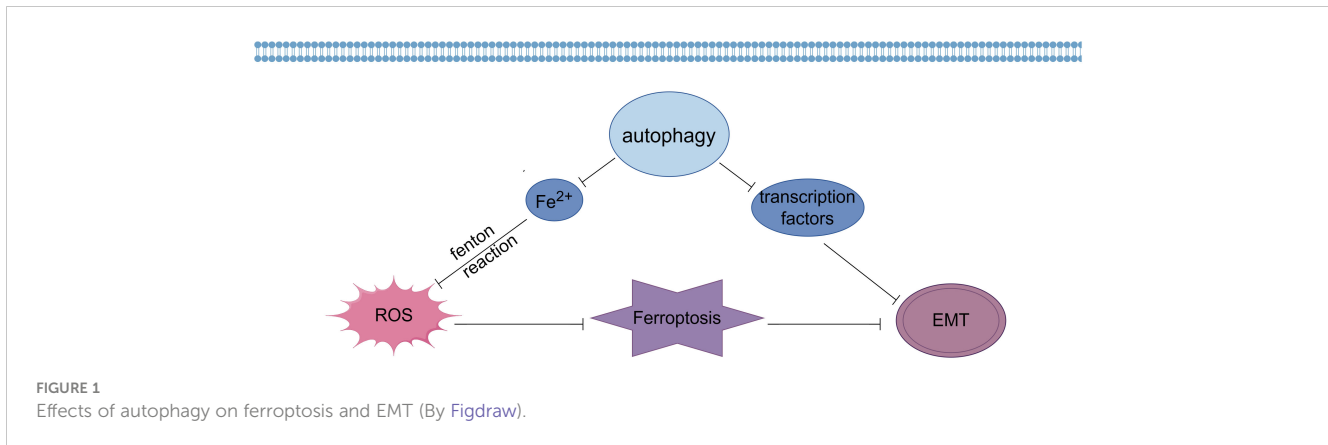 autophagy
Fe²⁺
transcription
factors
fenton
reaction
ROS
Ferroptosis
EMT
FIGURE 1
Effects of autophagy on ferroptosis and EMT (By Figdraw).